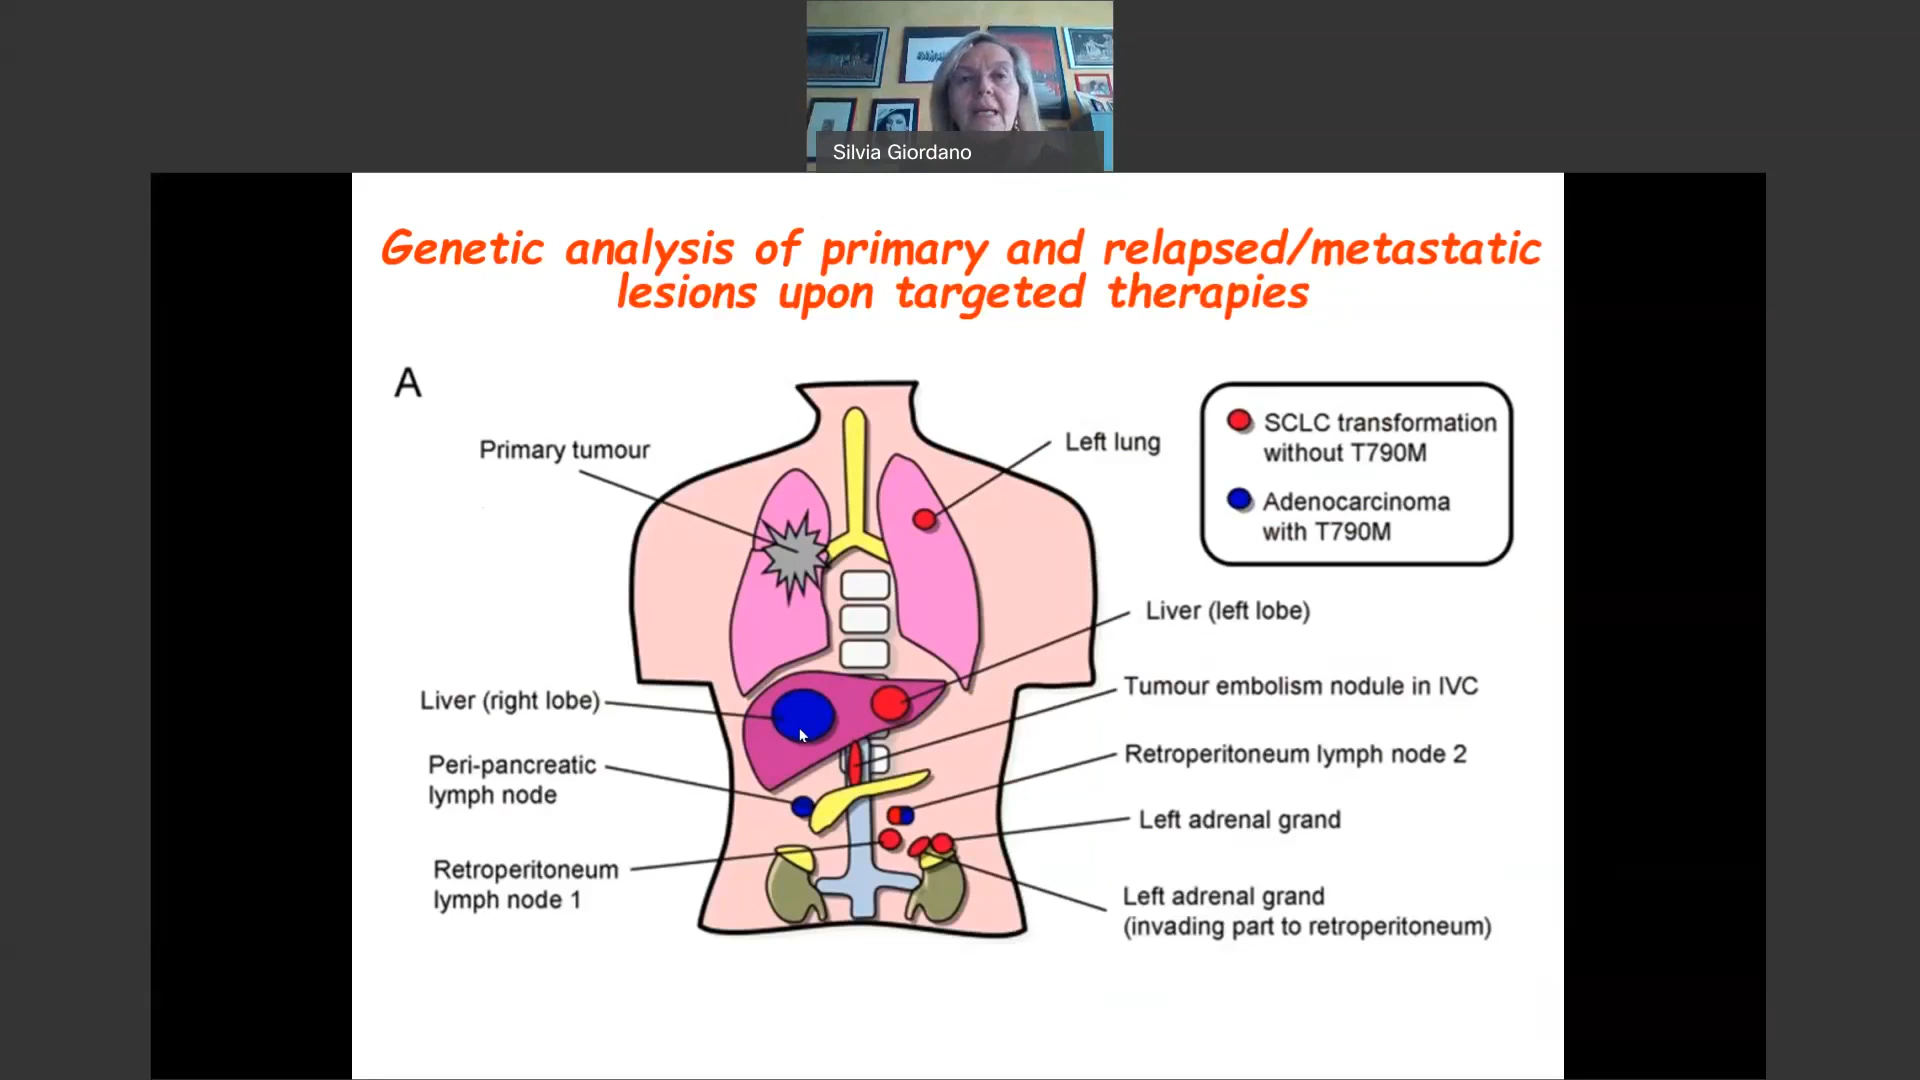 Silvia Giordano
Genetic analysis of primary and relapsed/metastatic
lesions upon targeted therapies
A
Primary tumour
Left lung
SCLC transformation
without T790M
Adenocarcinoma
with T790M
Liver (left lobe)
Liver (right lobe)
Tumour embolism nodule in IVC
Peri-pancreatic
lymph node
Retroperitoneum lymph node 2
Left adrenal grand
Retroperitoneum
lymph node 1
Left adrenal grand
(invading part to retroperitoneum)